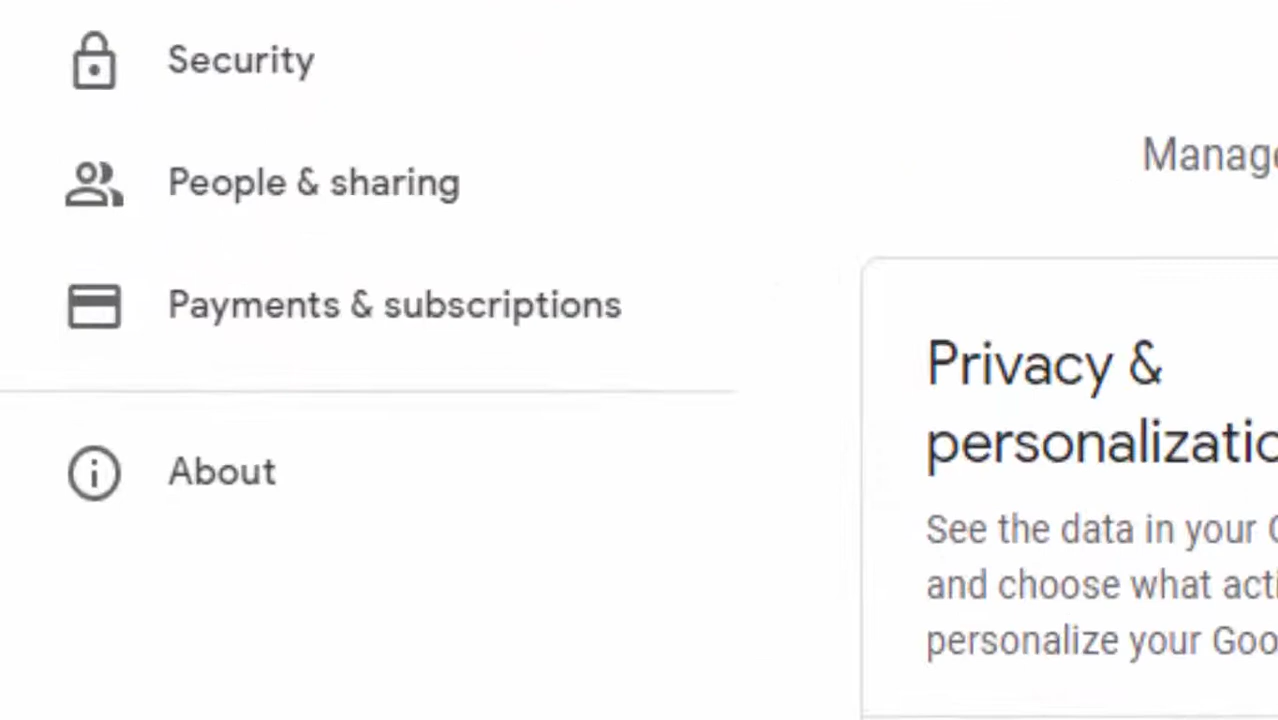 Security
People & sharing
Payments & subscriptions
About
Privacy &
See the data in your
and choose what
personalize your